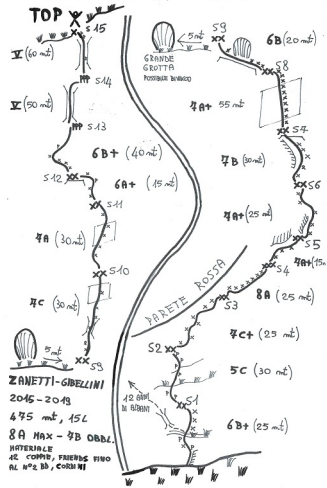 TOP
S15
V (60 mt)
S14
V (50 mt)
S13
6B+ (40 mt)
S12
6A+ (15 mt)
S11
7A (30 mt)
S10
7C (30 mt)
5 mt
S9
ZANETTI-GIBELLINI
2015-2019
475 mt, 15L
8A MAX - 7B OBBL.
MATERIALE
12 COPPIE, FRIENDS FINO
AL N°2 BD, CORDINI
5 mt
S9
6B (20 mt)
GRANDE
GROTTA
POSSIBILE BIVACCO
S8
7A+ 55 mt
S7
7B (30 mt)
S6
7A+ (25 mt)
S5
7A+ (15 m
S4
8A (25 mt)
S3
PARETE ROSSA
7C+ (25 mt)
S2
5C (30 mt)
S1
6B+ (25 mt)